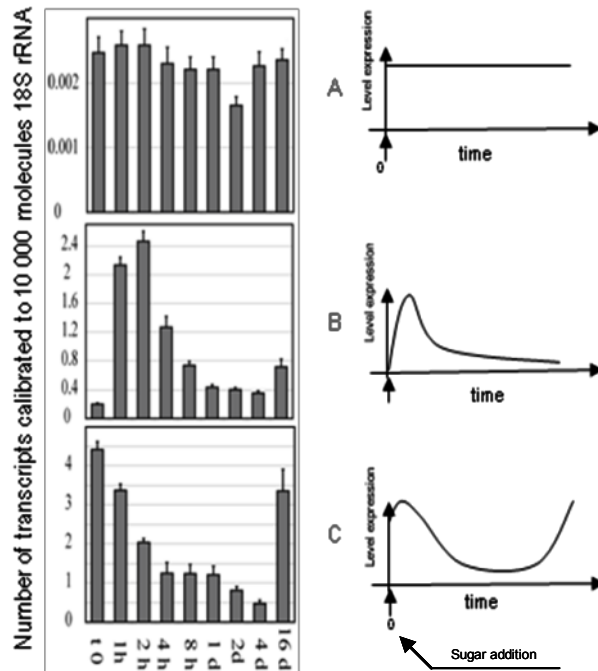 Number of transcripts calibrated to 10 000 molecules 18S rRNA
0.002
0.001
0
A
Level expression
0
time
2.4
2
1.6
1.2
0.8
0.4
0
B
Level expression
time
4
3
2
1
0
C
Level expression
0
time
t 0
1h
2 h
4 h
8 h
1 d
2d
4 d
16 d
Sugar addition